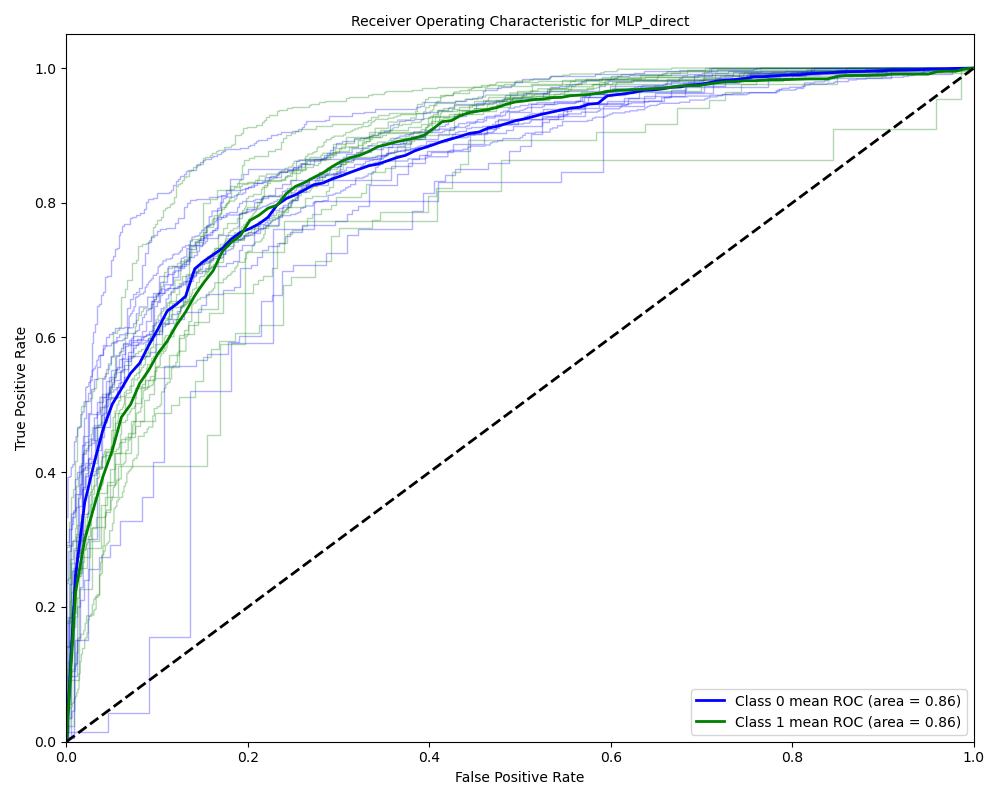 Receiver Operating Characteristic for MLP_direct
True Positive Rate
1.0
0.8
0.6
0.4
0.2
0.0
0.0 0.2 0.4 0.6 0.8 1.0
False Positive Rate
Class 0 mean ROC (area = 0.86)
Class 1 mean ROC (area = 0.86)